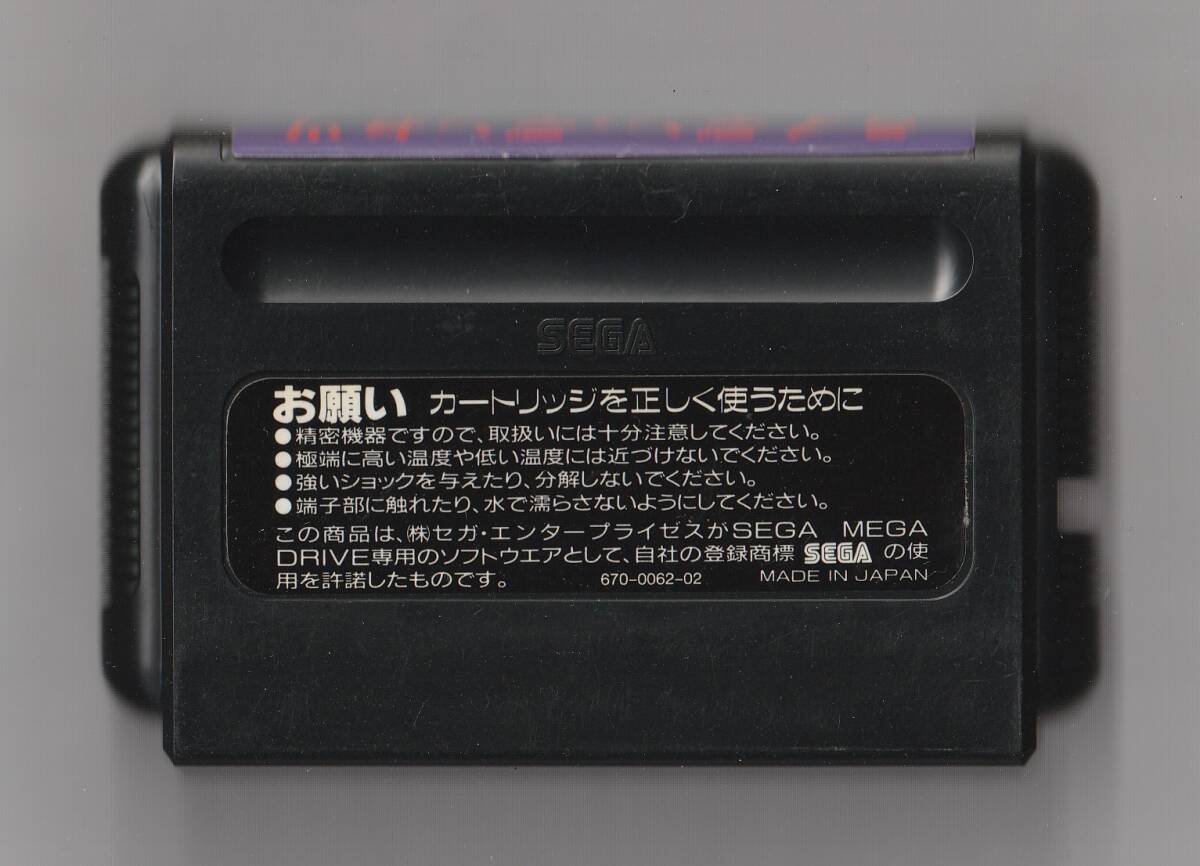 SEGA
お願い カートリッジを正しく使うために
●精密機器ですので、取扱いには十分注意してください。
●極端に高い温度や低い温度には近づけないでください。
●強いショックを与えたり、分解しないでください。
●端子部に触れたり、水で濡らさないようにしてください。
この商品は、㈱セガ・エンタープライゼスがSEGA MEGA
DRIVE専用のソフトウエアとして、自社の登録商標 SEGA の使
用を許諾したものです。 670-0062-02 MADE IN JAPAN